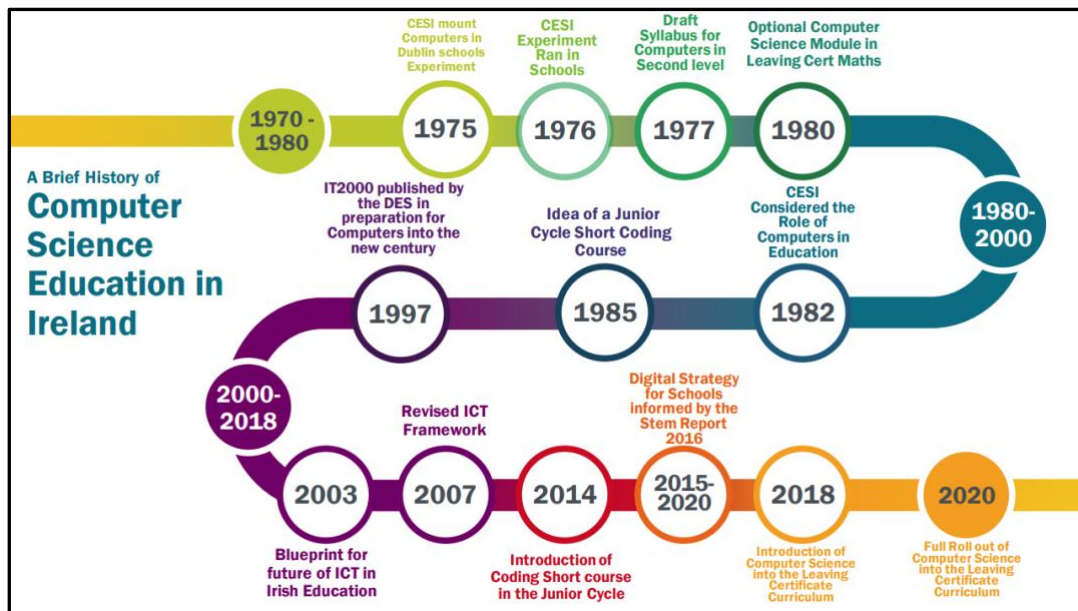 A Brief History of
Computer
Science
Education in
Ireland
1970 -
1980
CESI mount
Computers in
Dublin schools
Experiment
1975
CESI
Experiment
Ran in
Schools
1976
Draft
Syllabus for
Computers in
Second level
1977
Optional Computer
Science Module in
Leaving Cert Maths
1980
1980-
2000
CESI
Considered the
Role of
Computers in
Education
1982
Idea of a Junior
Cycle Short Coding
Course
1985
IT2000 published by
the DES in
preparation for
Computers into the
new century
1997
2000-
2018
2003
Blueprint for
future of ICT in
Irish Education
Revised ICT
Framework
2007
2014
Introduction of
Coding Short course
in the Junior Cycle
Digital Strategy
for Schools
informed by the
Stem Report
2016
2015-
2020
2018
Introduction of
Computer Science
into the Leaving
Certificate
Curriculum
2020
Full Roll out of
Computer Science
into the Leaving
Certificate
Curriculum